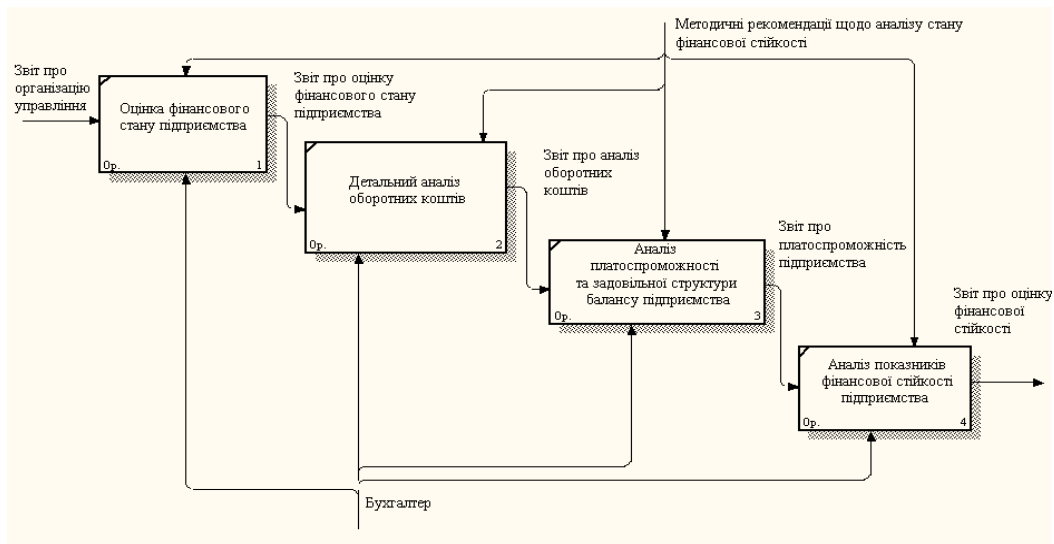 Методичні рекомендації щодо аналізу стану
фінансової стійкості
Звіт про
організацію
управління
Оцінка фінансового
стану підприємства
0р.
1
Звіт про оцінку
фінансового стану
підприємства
Детальний аналіз
оборотних коштів
0р.
2
Звіт про аналіз
оборотних
коштів
Аналіз
платоспроможності
та задовільної структури
балансу підприємства
0р.
3
Звіт про
платоспроможність
підприємства
Аналіз показників
фінансової стійкості
підприємства
0р.
4
Звіт про оцінку
фінансової
стійкості
Бухгалтер